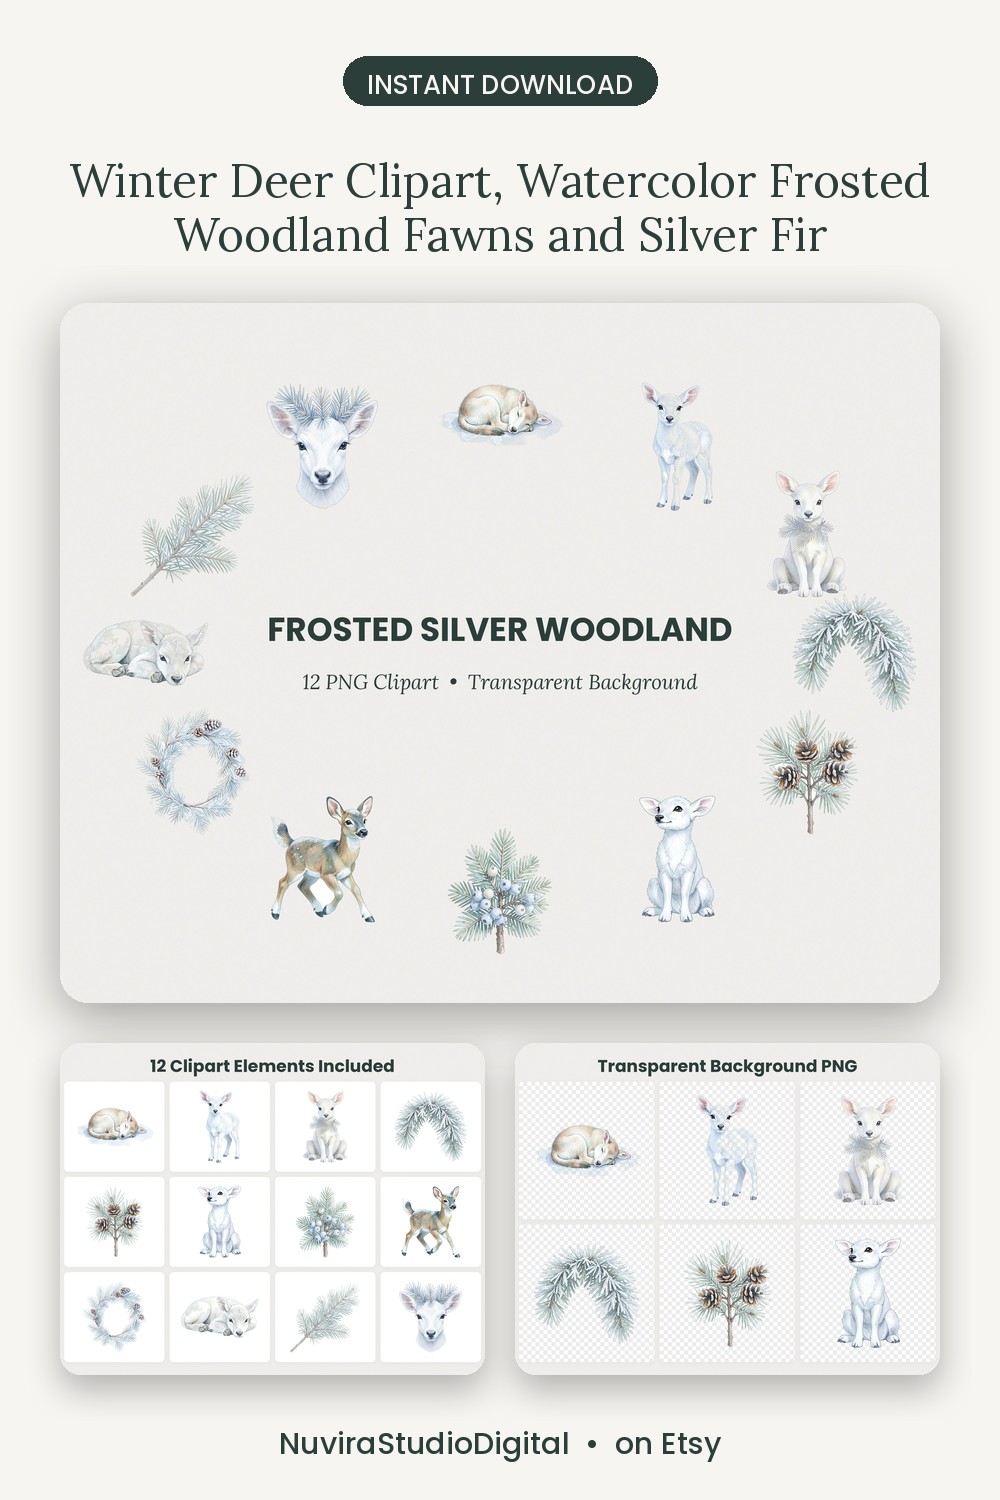 INSTANT DOWNLOAD
Winter Deer Clipart, Watercolor Frosted
Woodland Fawns and Silver Fir
FROSTED SILVER WOODLAND
12 PNG Clipart • Transparent Background
12 Clipart Elements Included
Transparent Background PNG
NuviraStudioDigital • on Etsy